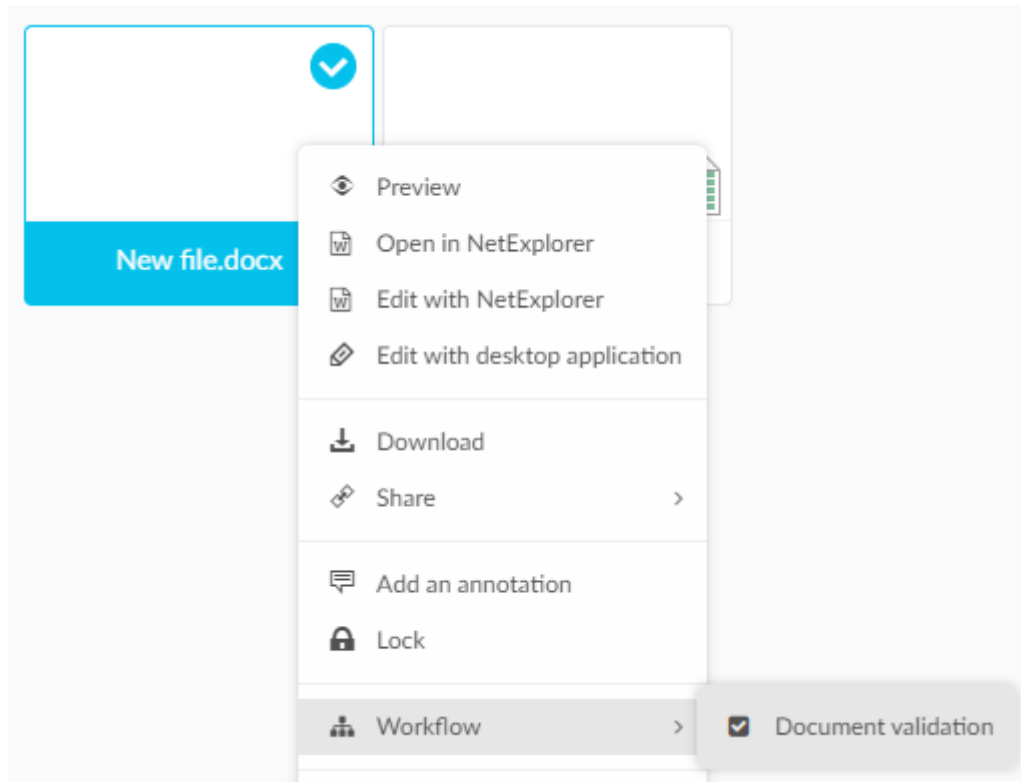 New file.docx
Preview
Open in NetExplorer
Edit with NetExplorer
Edit with desktop application
Download
Share
Add an annotation
Lock
Workflow
Document validation